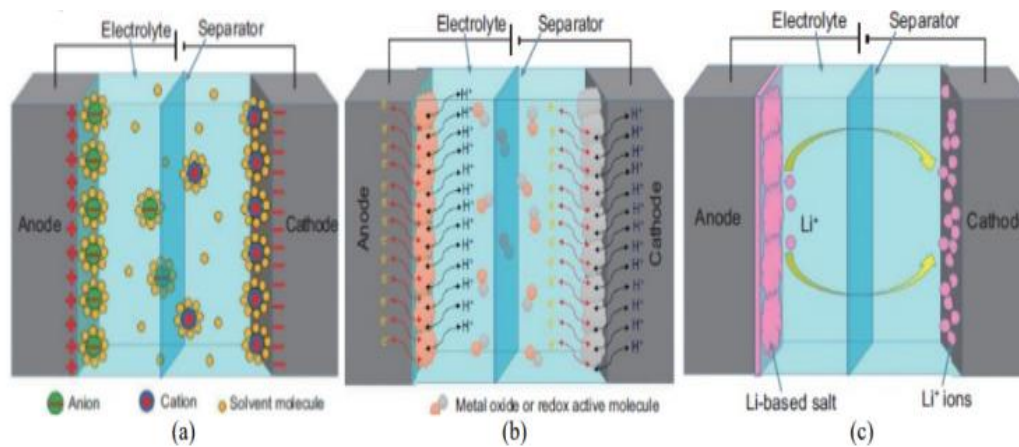 Electrolyte Separator
Anode
Cathode
Anion Cation Solvent molecule
(a)
Electrolyte Separator
Anode
H⁺ H⁺ H⁺ H⁺ H⁺ H⁺ H⁺ H⁺ H⁺ H⁺ H⁺ H⁺ H⁺
Cathode
Metal oxide or redox active molecule
(b)
Electrolyte Separator
Anode
Li⁺
Cathod
Li-based salt
Li⁺ ions
(c)